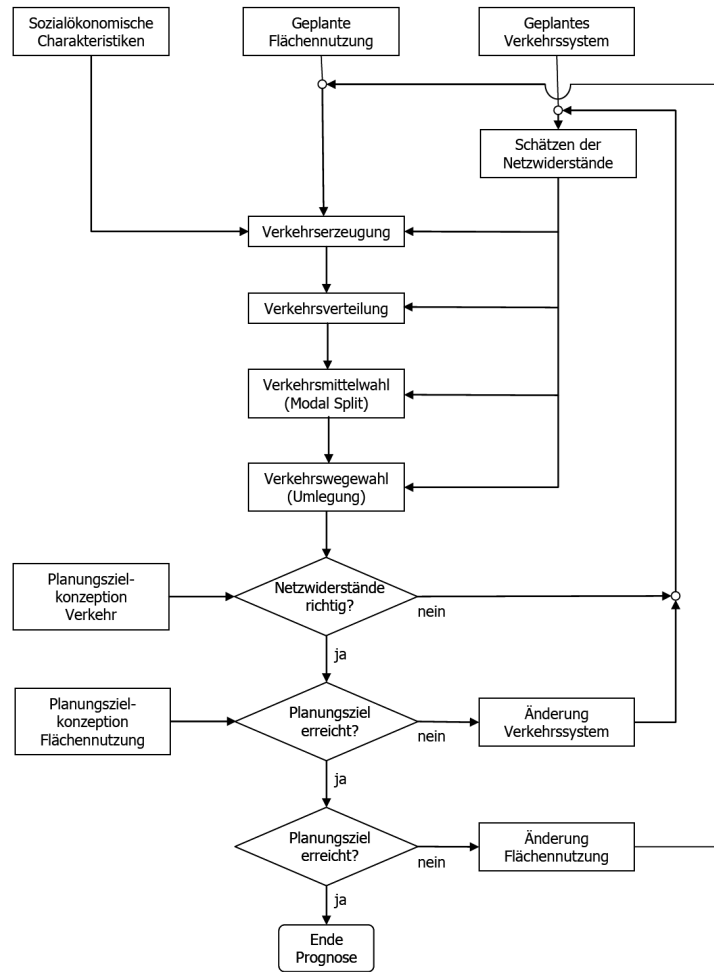 Sozialökonomische
Charakteristiken
Geplante
Flächennutzung
Geplantes
Verkehrssystem
Schätzen der
Netzwiderstände
Verkehrserzeugung
Verkehrsverteilung
Verkehrsmittelwahl
(Modal Split)
Verkehrswegewahl
(Umlegung)
Planungsziel-
konzeption
Verkehr
Netzwiderstände
richtig?
nein
ja
Planungsziel-
konzeption
Flächennutzung
Planungsziel
erreicht?
nein
Änderung
Verkehrssystem
ja
Planungsziel
erreicht?
nein
Änderung
Flächennutzung
ja
Ende
Prognose